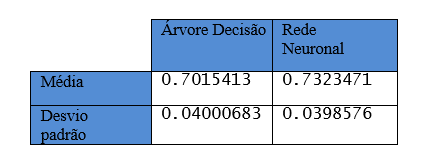 Árvore Decisão Rede
Neuronal
Média 0.7015413 0.7323471
Desvio 0.04000683 0.0398576
padrão